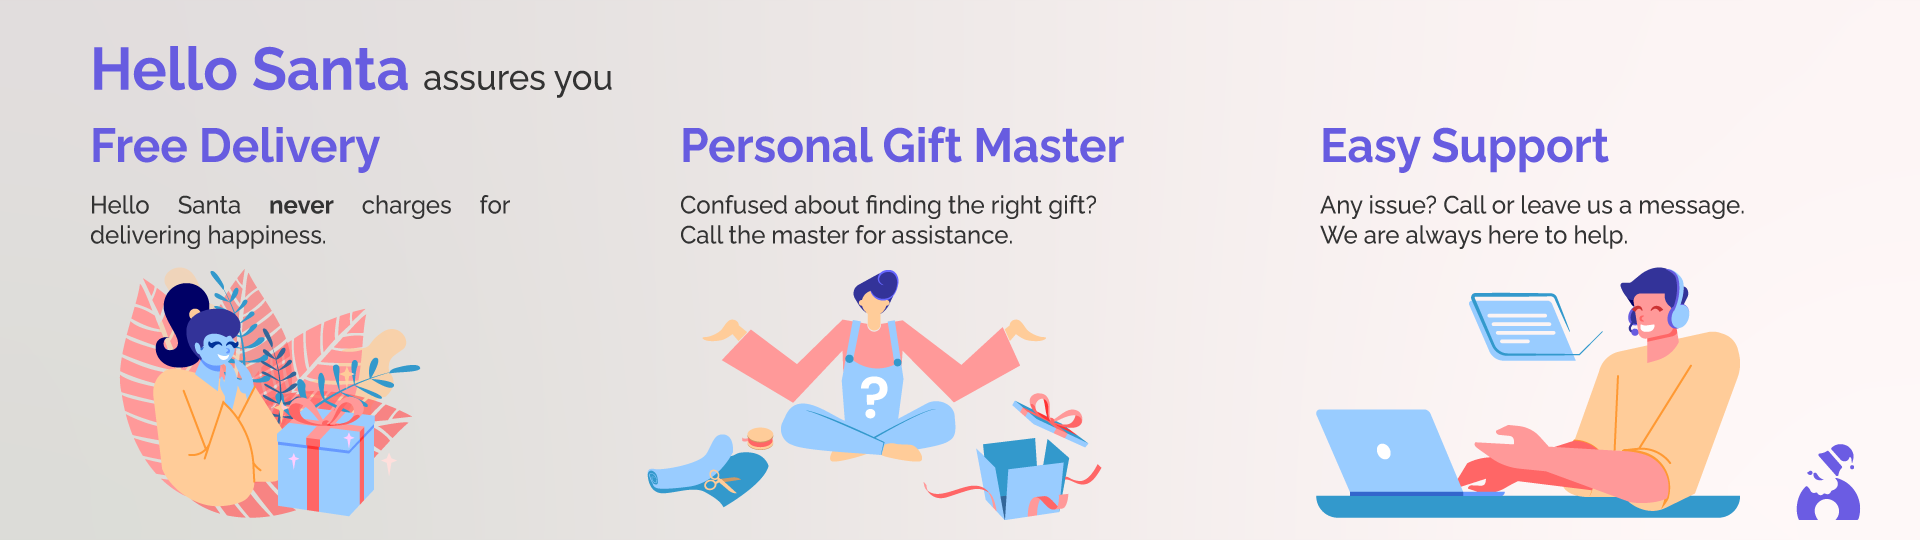 Hello Santa assures you
Free Delivery
Hello Santa never charges for
delivering happiness.
Personal Gift Master
Confused about finding the right gift?
Call the master for assistance.
?
Easy Support
Any issue? Call or leave us a message.
We are always here to help.